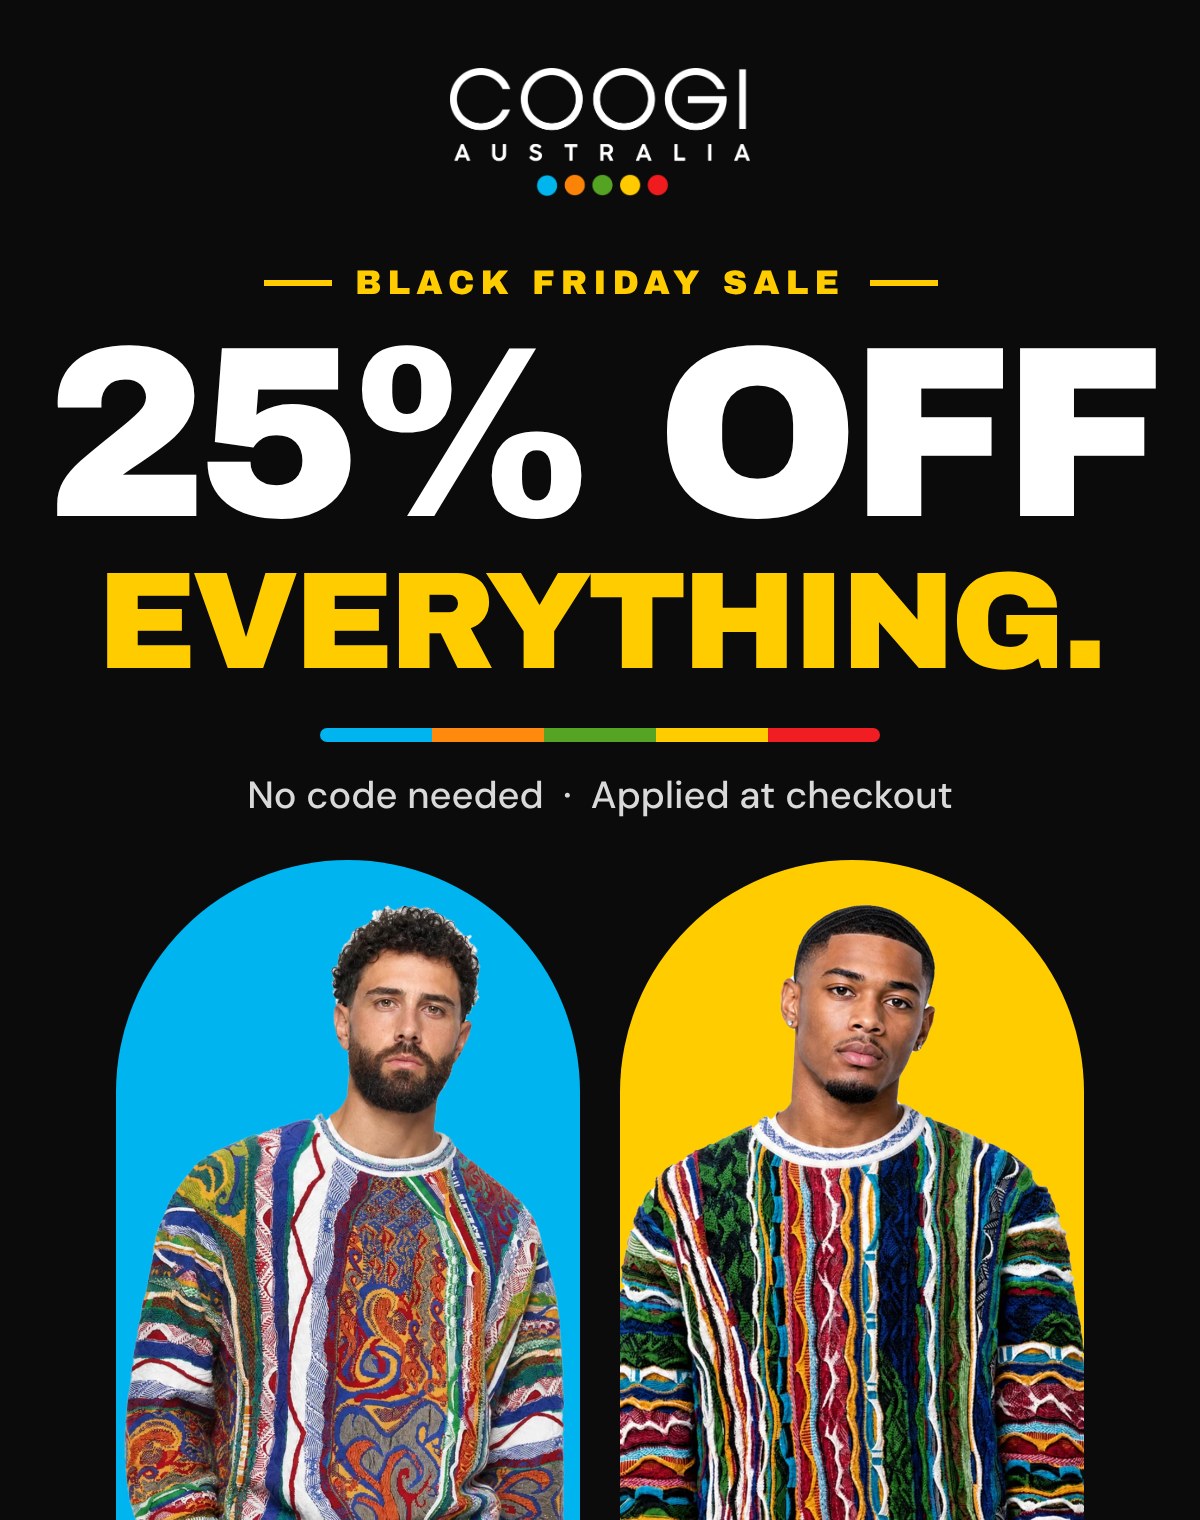 COOGI
AUSTRALIA
BLACK FRIDAY SALE
25% OFF
EVERYTHING.
No code needed · Applied at checkout